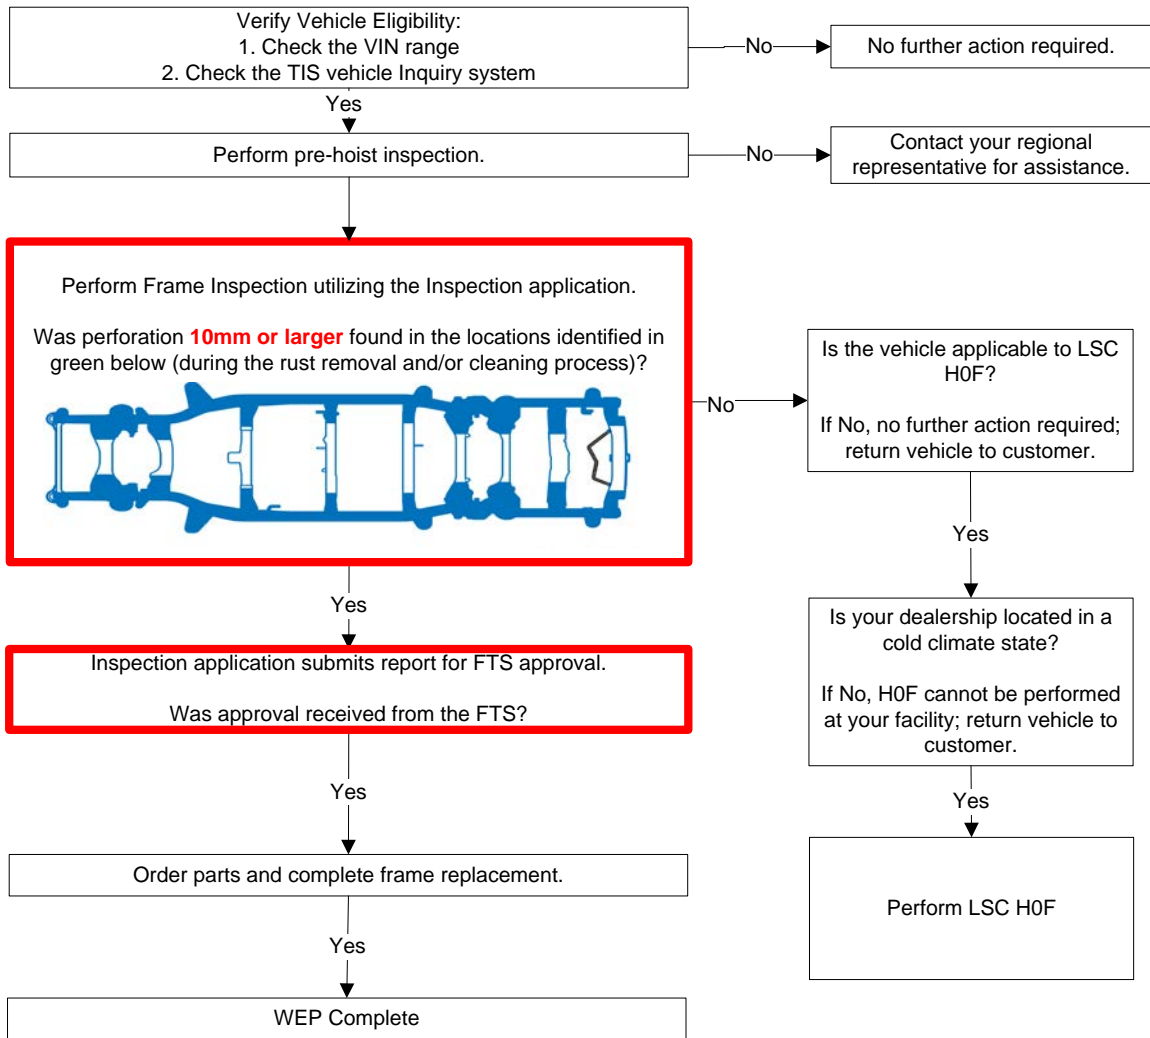 Verify Vehicle Eligibility:
1. Check the VIN range
2. Check the TIS vehicle Inquiry system
No
No further action required.
Yes
Perform pre-hoist inspection.
No
Contact your regional
representative for assistance.
Perform Frame Inspection utilizing the Inspection application.
Was perforation 10mm or larger found in the locations identified in
green below (during the rust removal and/or cleaning process)?
No
Is the vehicle applicable to LSC
H0F?
If No, no further action required;
return vehicle to customer.
Yes
Yes
Inspection application submits report for FTS approval.
Was approval received from the FTS?
Is your dealership located in a
cold climate state?
If No, H0F cannot be performed
at your facility; return vehicle to
customer.
Yes
Yes
Order parts and complete frame replacement.
Perform LSC H0F
Yes
WEP Complete